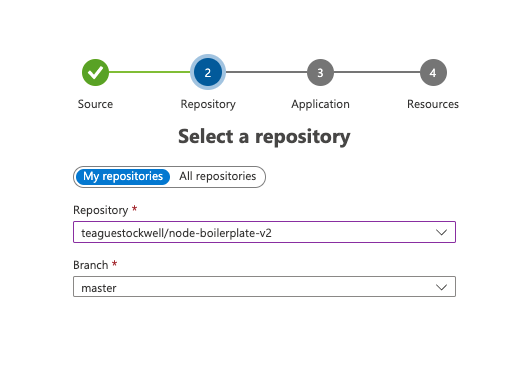 2
3
4
Source
Repository
Application
Resources
Select a repository
My repositories All repositories
Repository *
teaguestockwell/node-boilerplate-v2
Branch *
master